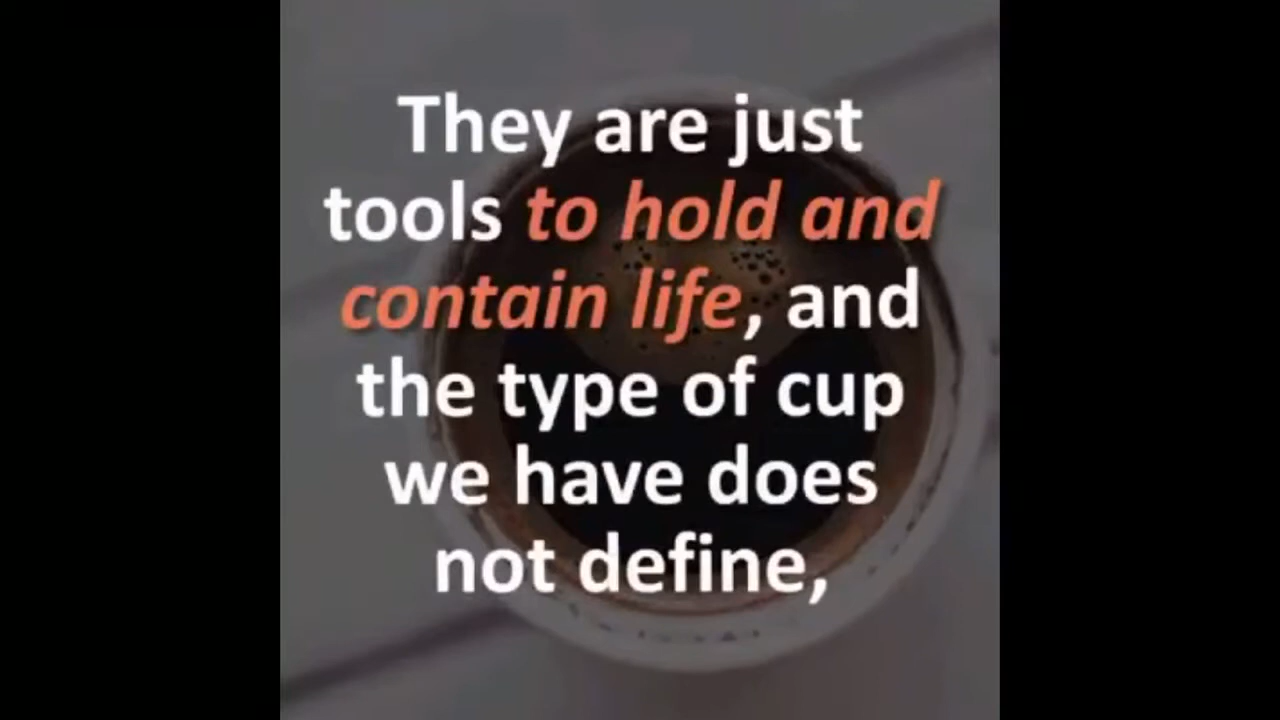 They are just
tools to hold and
contain life, and
the type of cup
we have does
not define,